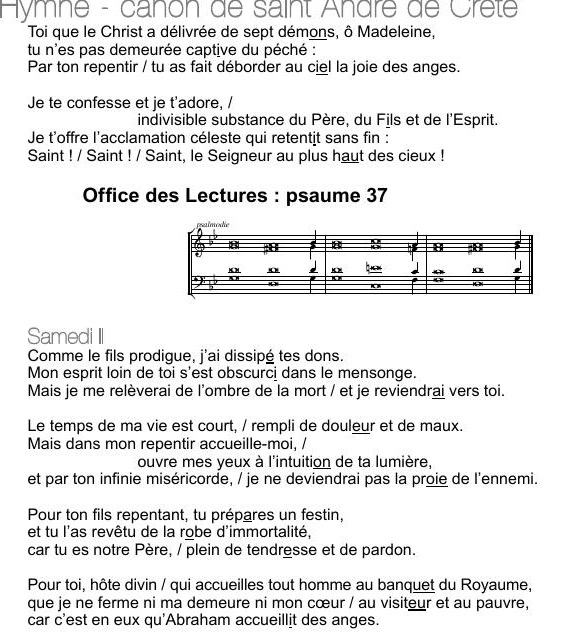 Hymne - canon de saint André de Crète
Toi que le Christ a délivrée de sept démons, ô Madeleine,
tu n’es pas demeurée captive du péché :
Par ton repentir / tu as fait déborder au ciel la joie des anges.
Je te confesse et je t’adore, /
indivisible substance du Père, du Fils et de l’Esprit.
Je t’offre l’acclamation céleste qui retentit sans fin :
Saint ! / Saint ! / Saint, le Seigneur au plus haut des cieux !
Office des Lectures : psaume 37
psalmodie
Samedi II
Comme le fils prodigue, j’ai dissipé tes dons.
Mon esprit loin de toi s’est obscurci dans le mensonge.
Mais je me relèverai de l’ombre de la mort / et je reviendrai vers toi.
Le temps de ma vie est court, / rempli de douleur et de maux.
Mais dans mon repentir accueille-moi, /
ouvre mes yeux à l’intuition de ta lumière,
et par ton infinie miséricorde, / je ne deviendrai pas la proie de l’ennemi.
Pour ton fils repentant, tu prépares un festin,
et tu l’as revêtu de la robe d’immortalité,
car tu es notre Père, / plein de tendresse et de pardon.
Pour toi, hôte divin / qui accueilles tout homme au banquet du Royaume,
que je ne ferme ni ma demeure ni mon cœur / au visiteur et au pauvre,
car c’est en eux qu’Abraham accueillit des anges.